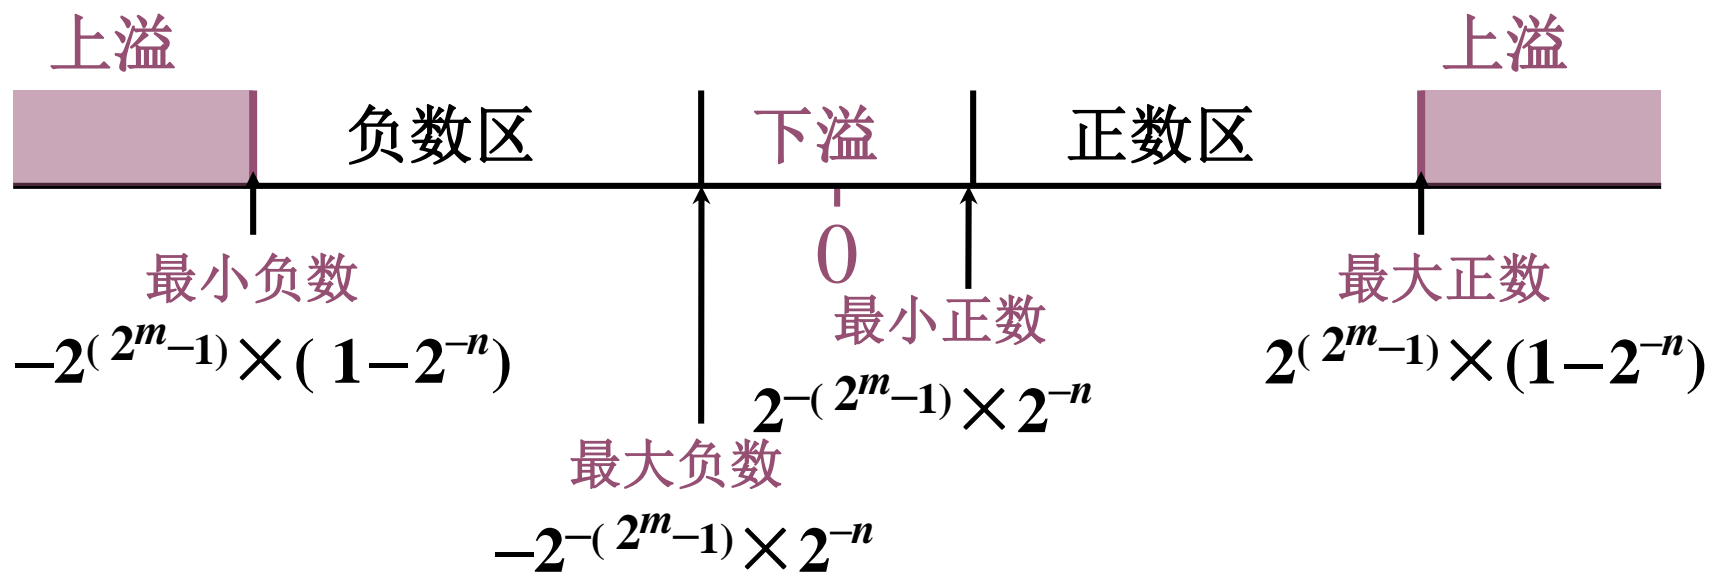 上溢 上溢
负数区 下溢 正数区
0
最小负数 最大正数
最小正数
−2^(2^m−1)×(1−2^−n) 2^(2^m−1)×(1−2^−n)
2^−(2^m−1)×2^−n
最大负数
−2^−(2^m−1)×2^−n